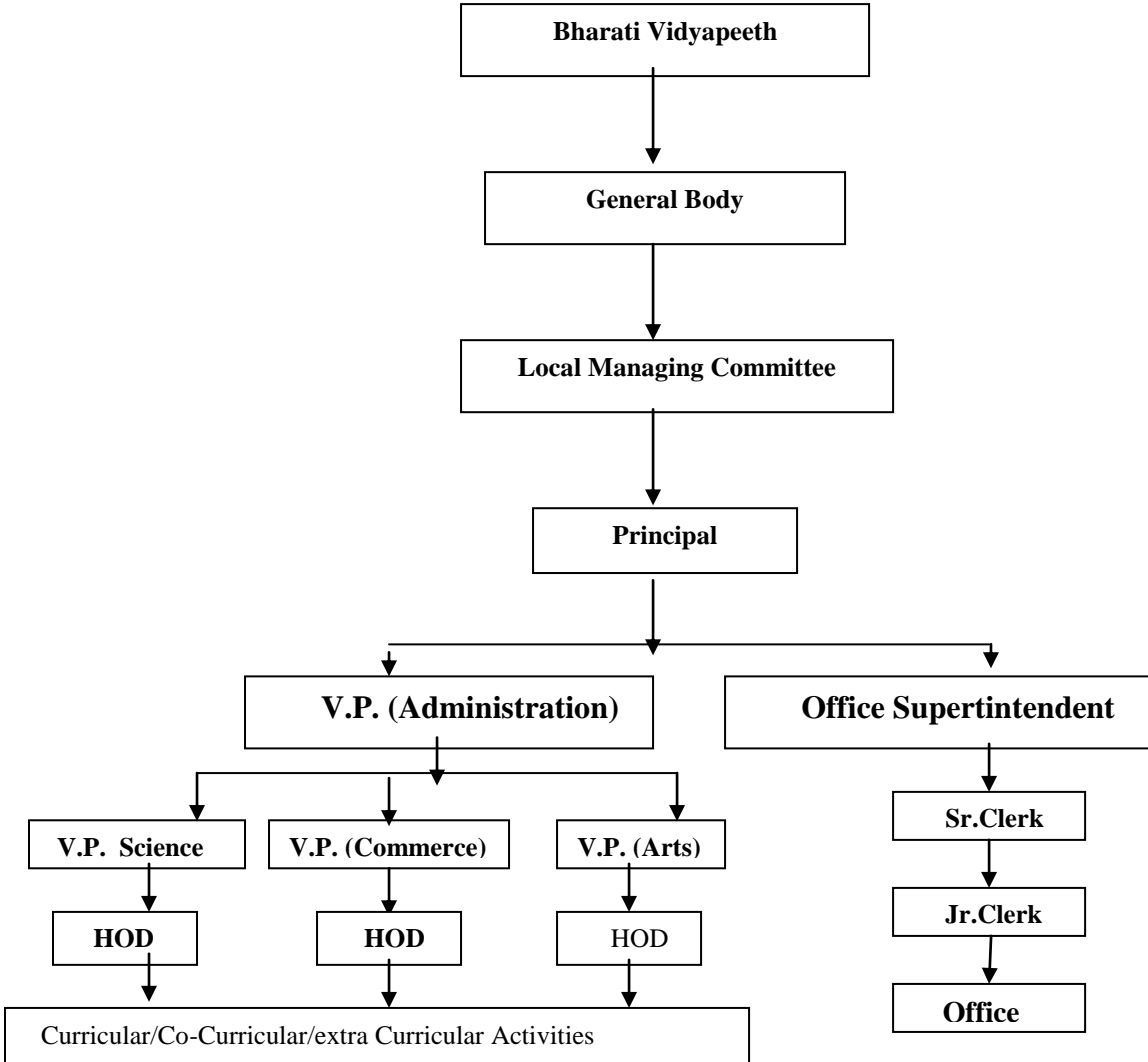 Bharati Vidyapeeth
General Body
Local Managing Committee
Principal
V.P. (Administration)
Office Supertintendent
V.P. Science
V.P. (Commerce)
V.P. (Arts)
Sr.Clerk
HOD
HOD
HOD
Jr.Clerk
Curricular/Co-Curricular/extra Curricular Activities
Office